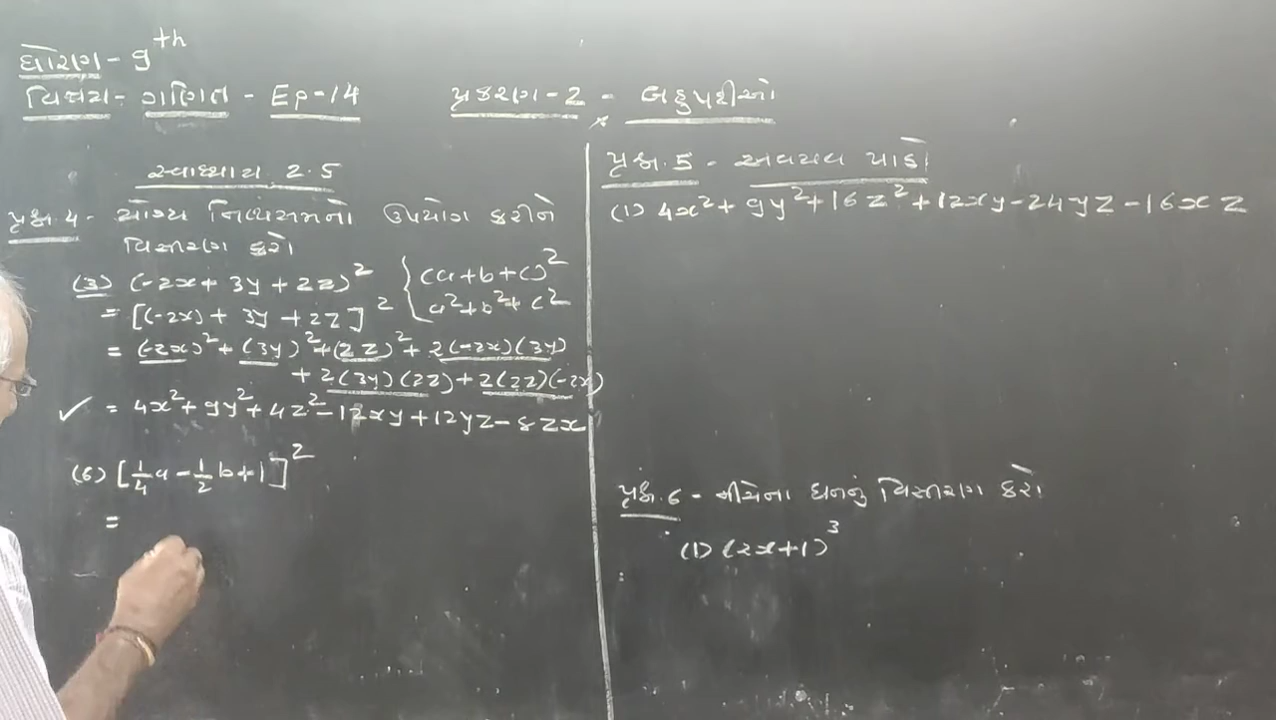 ધોરણ - 9th
વિષય - ગણિત - Ep-14
પ્રકરણ-2 - બહુપદીઓ
સ્વાધ્યાય 2.5
પ્રશ્ન.4 - યોગ્ય નિત્યસમનો ઉપયોગ કરીને
વિસ્તરણ કરો
(3) (-2x + 3y + 2z)²
(a+b+c)²
= [(-2x) + 3y + 2z]²
a²+b²+c²
= (-2x)² + (3y)² + (2z)² + 2(-2x)(3y)
+ 2(3y)(2z) + 2(2z)(-2x)
✓ = 4x² + 9y² + 4z² - 12xy + 12yz - 8zx
(6) [1/4 a - 1/2 b + 1]²
=
પ્રશ્ન.5 - અવયવ પાડો
(1) 4x² + 9y² + 16z² + 12xy - 24yz - 16xz
પ્રશ્ન.6 - નીચેના ઘનનું વિસ્તરણ કરો
(1) (2x+1)³